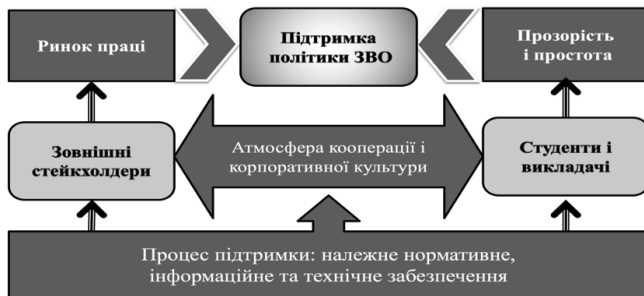 Ринок праці
Підтримка
політики ЗВО
Прозорість
і простота
Зовнішні
стейкхолдери
Атмосфера кооперації і
корпоративної культури
Студенти і
викладачі
Процес підтримки: належне нормативне,
інформаційне та технічне забезпечення